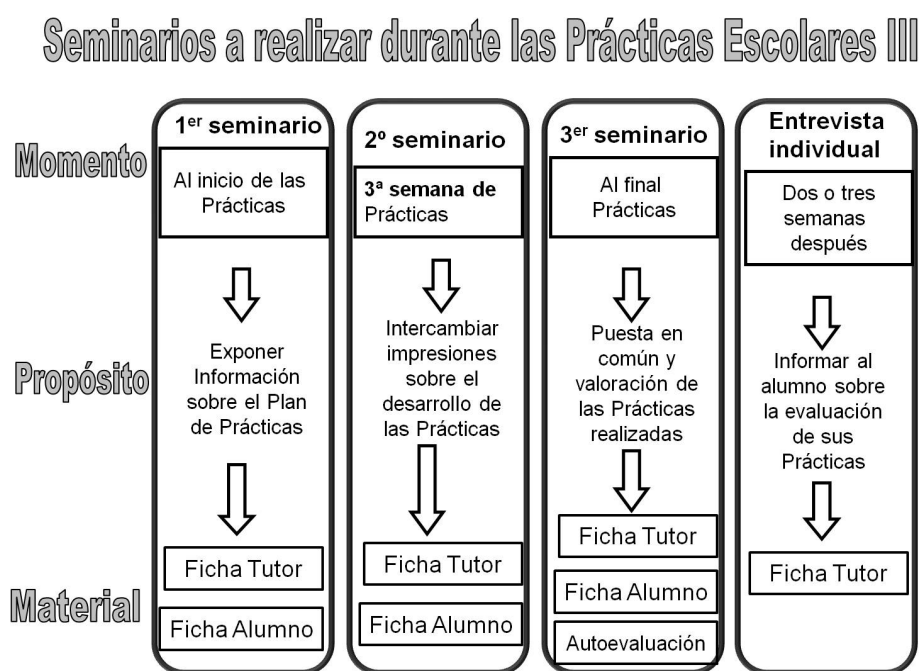 Seminarios a realizar durante las Prácticas Escolares III
Momento
Propósito
Material
1er seminario
Al inicio de las
Prácticas
Exponer
Información
sobre el Plan
de Prácticas
Ficha Tutor
Ficha Alumno
2º seminario
3ª semana de
Prácticas
Intercambiar
impresiones
sobre el
desarrollo de
las Prácticas
Ficha Tutor
Ficha Alumno
3er seminario
Al final
Prácticas
Puesta en
común y
valoración de
las Prácticas
realizadas
Ficha Tutor
Ficha Alumno
Autoevaluación
Entrevista
individual
Dos o tres
semanas
después
Informar al
alumno sobre
la evaluación
de sus
Prácticas
Ficha Tutor